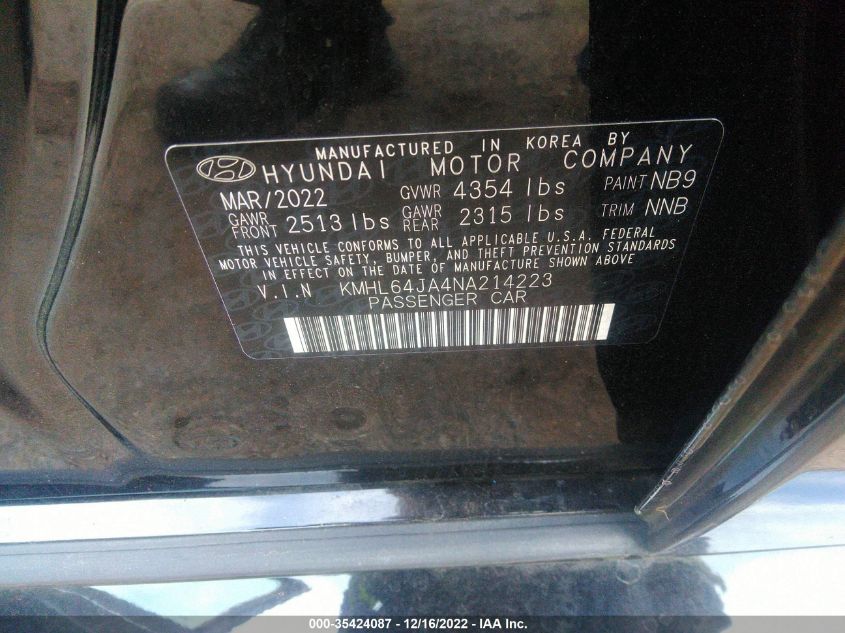 MANUFACTURED IN KOREA BY
HYUNDAI MOTOR COMPANY
MAR/2022 GVWR 4354 lbs PAINT NB9
GAWR FRONT 2513 lbs GAWR REAR 2315 lbs TRIM NNB
THIS VEHICLE CONFORMS TO ALL APPLICABLE U.S.A. FEDERAL
MOTOR VEHICLE SAFETY, BUMPER, AND THEFT PREVENTION STANDARDS
IN EFFECT ON THE DATE OF MANUFACTURE SHOWN ABOVE
V.I.N KMHL64JA4NA214223
PASSENGER CAR
000-35424087 - 12/16/2022 - IAA Inc.